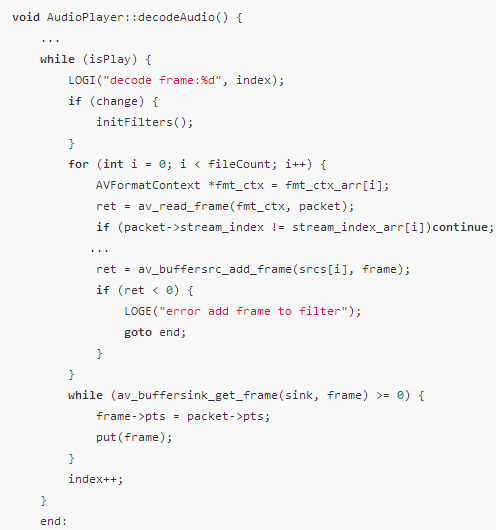 void AudioPlayer::decodeAudio() {
    ...
    while (isPlay) {
        LOGI("decode frame:%d", index);
        if (change) {
            initFilters();
        }
        for (int i = 0; i < fileCount; i++) {
            AVFormatContext *fmt_ctx = fmt_ctx_arr[i];
            ret = av_read_frame(fmt_ctx, packet);
            if (packet->stream_index != stream_index_arr[i])continue;
           ...
            ret = av_buffersrc_add_frame(srcs[i], frame);
            if (ret < 0) {
                LOGE("error add frame to filter");
                goto end;
            }
        }
        while (av_buffersink_get_frame(sink, frame) >= 0) {
            frame->pts = packet->pts;
            put(frame);
        }
        index++;
    }
    end: